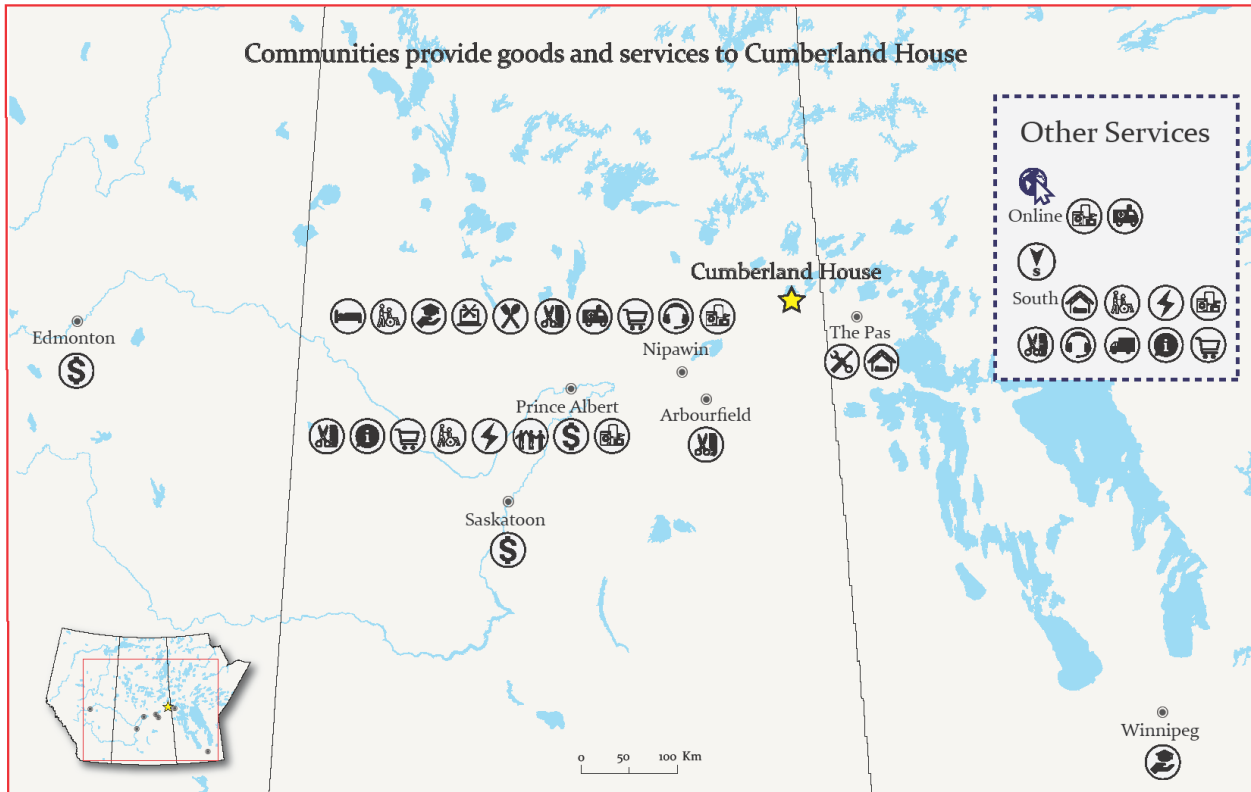 Communities provide goods and services to Cumberland House
Other Services
Online
S
South
Cumberland House
Edmonton
$
Nipawin
The Pas
Prince Albert
Arbourfield
i
$
i
Saskatoon
$
Winnipeg
0 50 100 Km